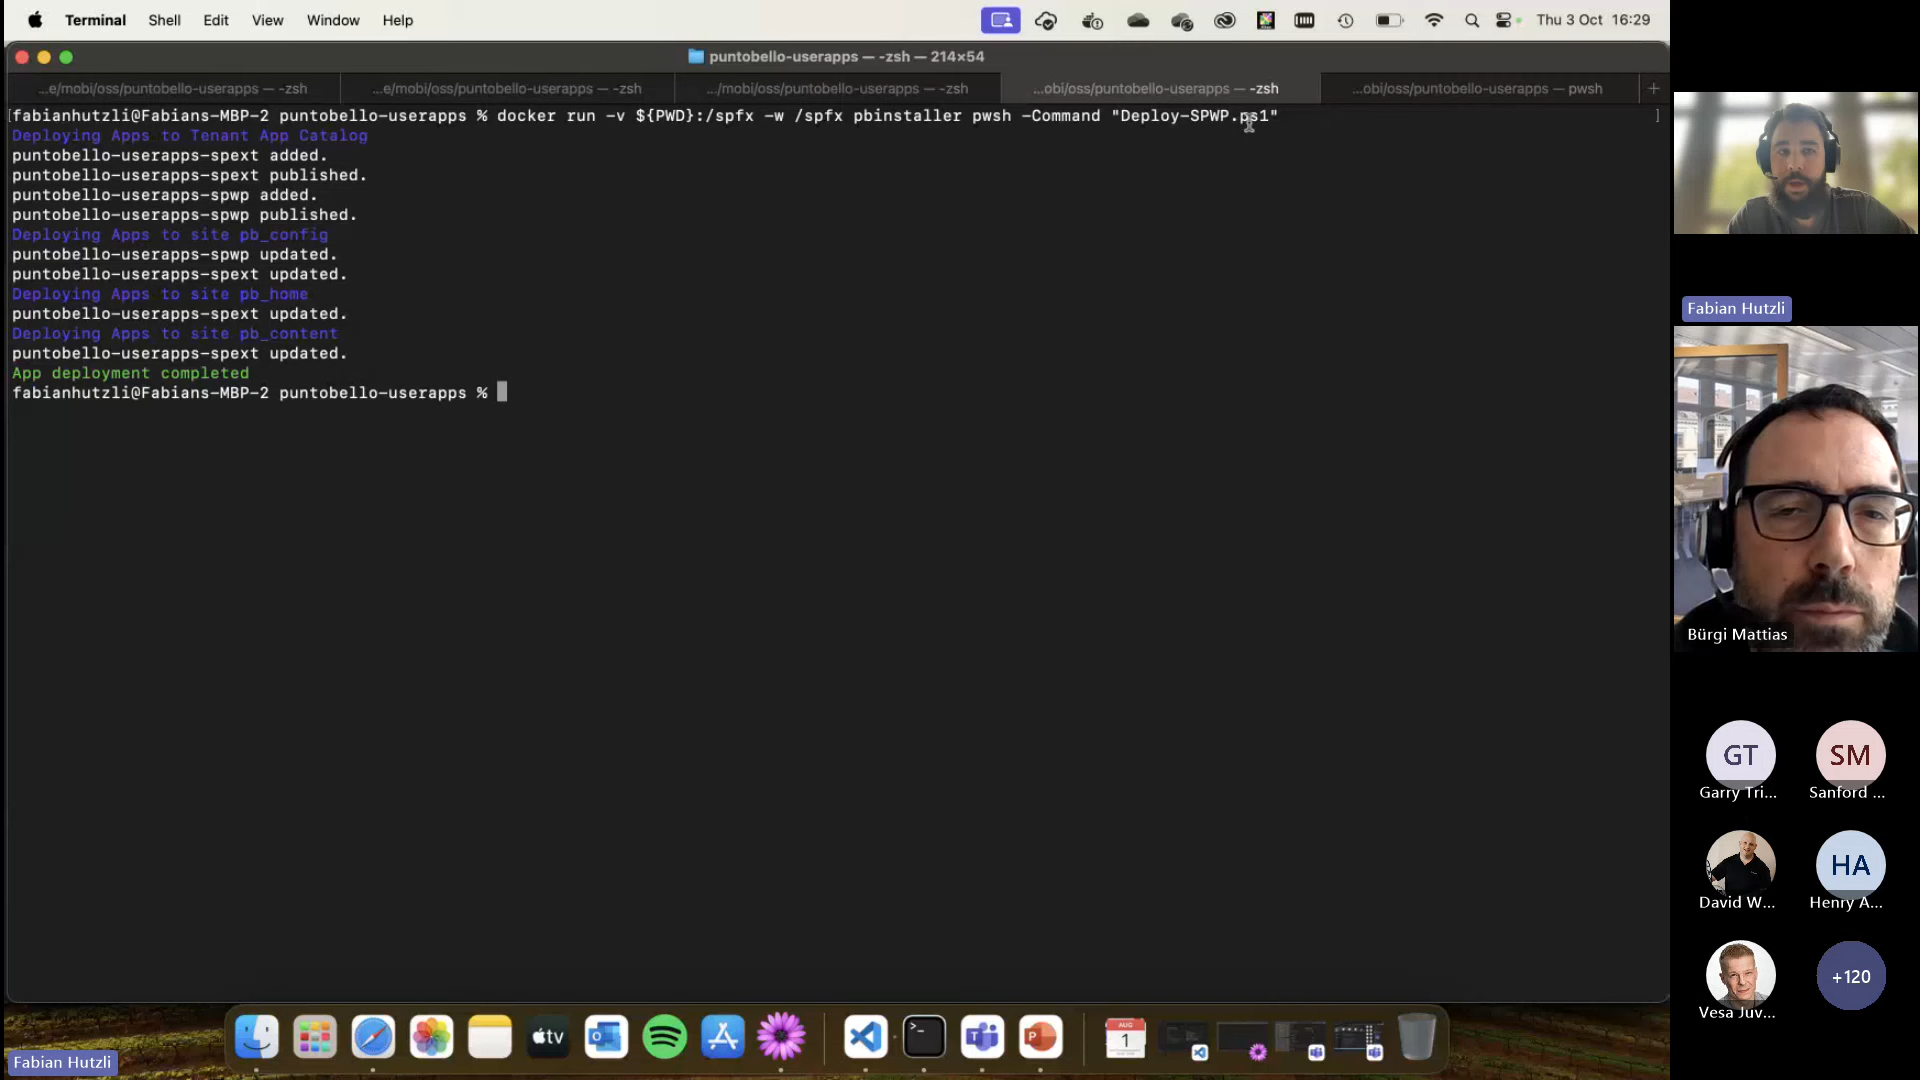 Terminal Shell Edit View Window Help
Thu 3 Oct 16:29
puntobello-userapps — -zsh — 214×54
...e/mobi/oss/puntobello-userapps — -zsh
...e/mobi/oss/puntobello-userapps — -zsh
.../mobi/oss/puntobello-userapps — -zsh
...obi/oss/puntobello-userapps — -zsh
...obi/oss/puntobello-userapps — pwsh
+
[fabianhutzli@Fabians-MBP-2 puntobello-userapps % docker run -v ${PWD}:/spfx -w /spfx pbinstaller pwsh -Command "Deploy-SPWP.ps1" ]
Deploying Apps to Tenant App Catalog
puntobello-userapps-spext added.
puntobello-userapps-spext published.
puntobello-userapps-spwp added.
puntobello-userapps-spwp published.
Deploying Apps to site pb_config
puntobello-userapps-spwp updated.
puntobello-userapps-spext updated.
Deploying Apps to site pb_home
puntobello-userapps-spext updated.
Deploying Apps to site pb_content
puntobello-userapps-spext updated.
App deployment completed
fabianhutzli@Fabians-MBP-2 puntobello-userapps %
Fabian Hutzli
Bürgi Mattias
GT
Garry Tri...
SM
Sanford ...
David W...
HA
Henry A...
Vesa Juv...
+120
tv
AUG
1
Fabian Hutzli